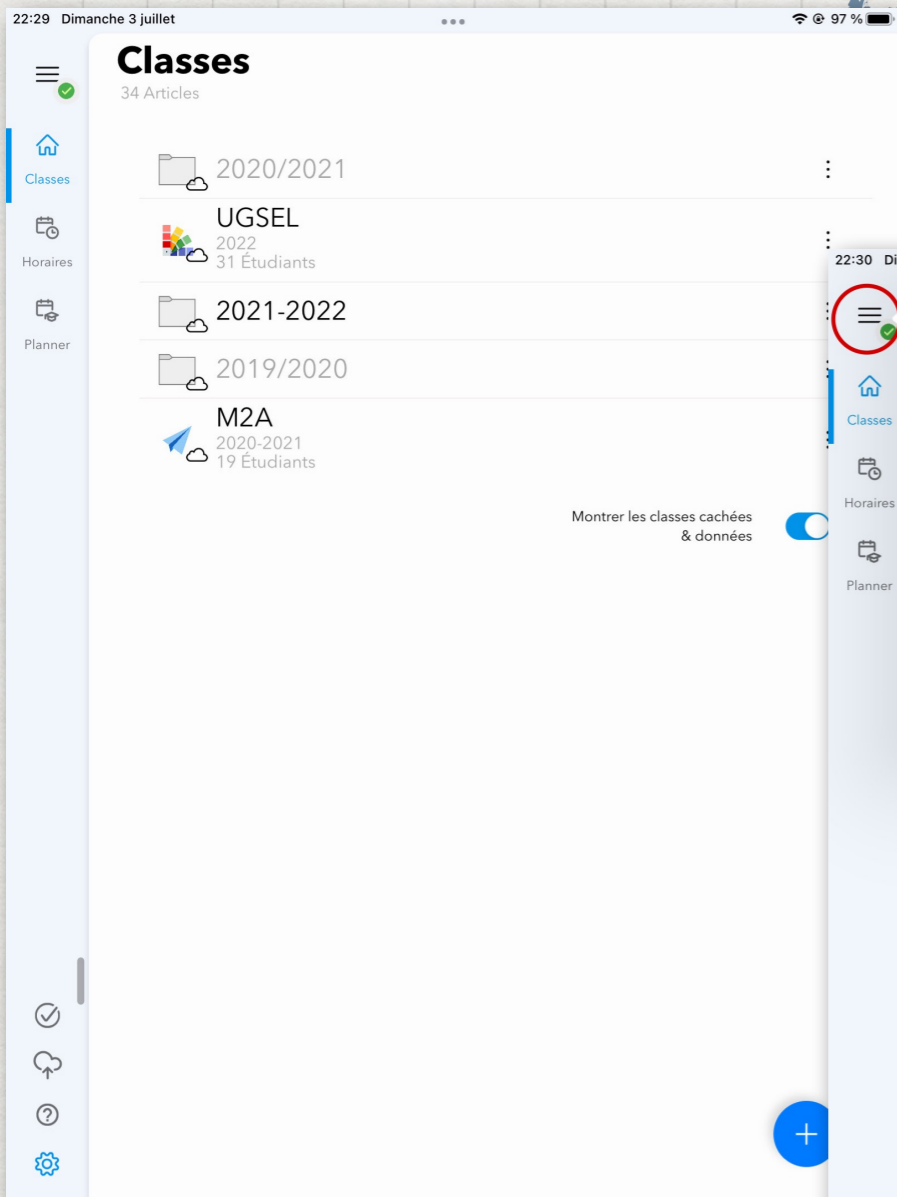 22:29 Dimanche 3 juillet
97 %
Classes
34 Articles
Classes
Horaires
Planner
2020/2021
UGSEL
2022
31 Étudiants
2021-2022
2019/2020
M2A
2020-2021
19 Étudiants
Montrer les classes cachées
& données
22:30 Di
Classes
Horaires
Planner